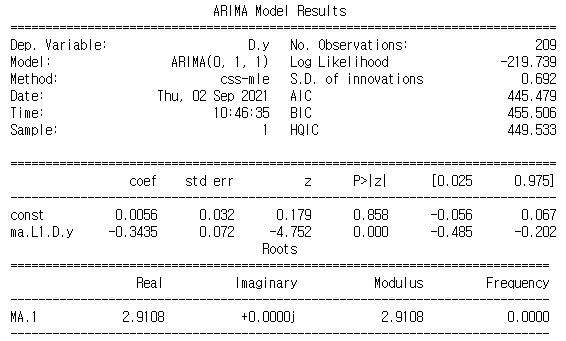 ARIMA Model Results
==============================================================================
Dep. Variable: D.y No. Observations: 209
Model: ARIMA(0, 1, 1) Log Likelihood -219.739
Method: css-mle S.D. of innovations 0.692
Date: Thu, 02 Sep 2021 AIC 445.479
Time: 10:46:35 BIC 455.506
Sample: 1 HQIC 449.533
==============================================================================
coef std err z P>|z| [0.025 0.975]
------------------------------------------------------------------------------
const 0.0056 0.032 0.179 0.858 -0.056 0.067
ma.L1.D.y -0.3435 0.072 -4.752 0.000 -0.485 -0.202
Roots
=============================================================================
Real Imaginary Modulus Frequency
-----------------------------------------------------------------------------
MA.1 2.9108 +0.0000j 2.9108 0.0000
-----------------------------------------------------------------------------